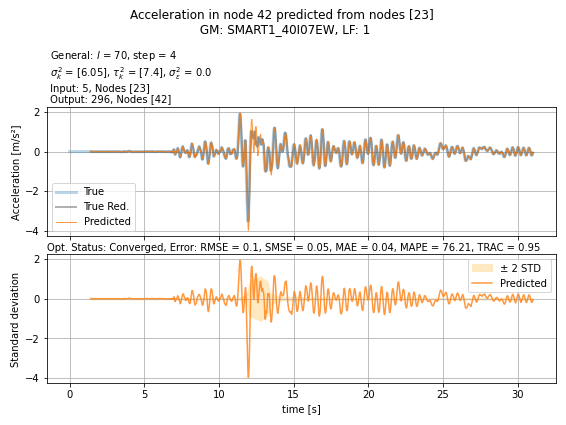 Acceleration in node 42 predicted from nodes [23]
GM: SMART1_40I07EW, LF: 1
General: l = 70, step = 4
σ²ₖ = [6.05], τ²ₖ = [7.4], σ²ε = 0.0
Input: 5, Nodes [23]
Output: 296, Nodes [42]
Acceleration [m/s²]
2
0
−2
−4
True
True Red.
Predicted
Opt. Status: Converged, Error: RMSE = 0.1, SMSE = 0.05, MAE = 0.04, MAPE = 76.21, TRAC = 0.95
Standard deviation
2
0
−2
−4
± 2 STD
Predicted
0 5 10 15 20 25 30
time [s]